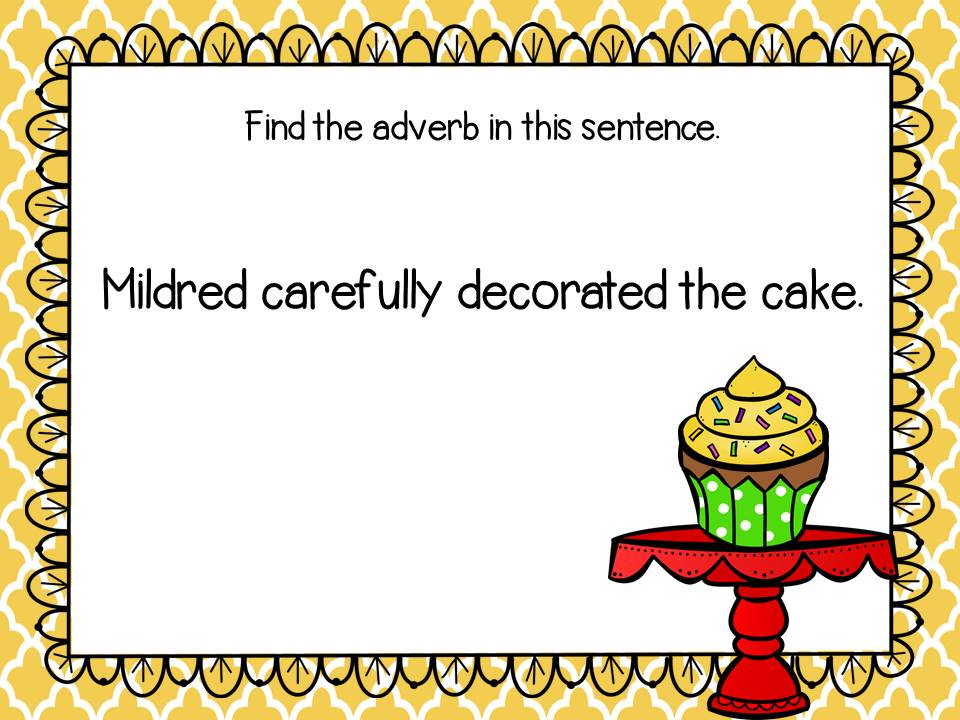 Find the adverb in this sentence.
Mildred carefully decorated the cake.